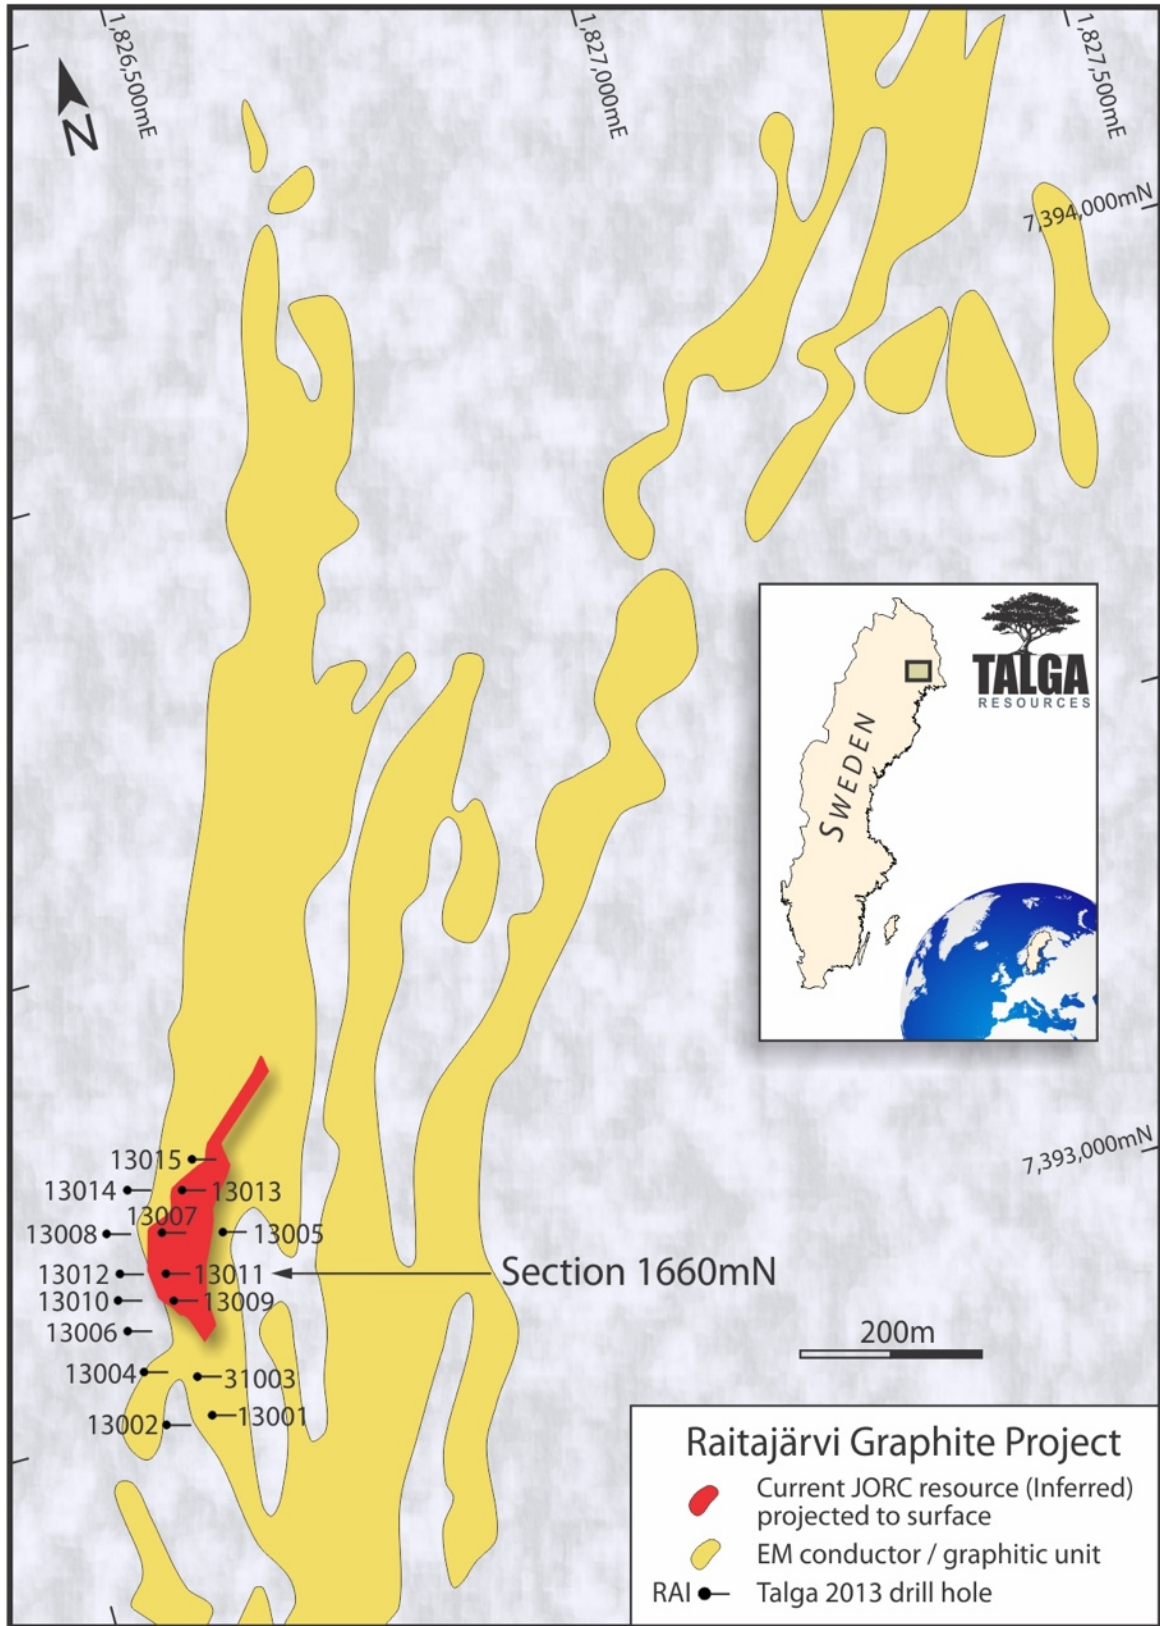 1,826,500mE
1,827,000mE
1,827,500mE
N
7,394,000mN
TALGA
RESOURCES
SWEDEN
7,393,000mN
13015
13014
13013
13007
13008
13005
13012
13011
Section 1660mN
13010
13009
13006
200m
13004
31003
13002
13001
Raitajärvi Graphite Project
Current JORC resource (Inferred)
projected to surface
EM conductor / graphitic unit
RAI
Talga 2013 drill hole